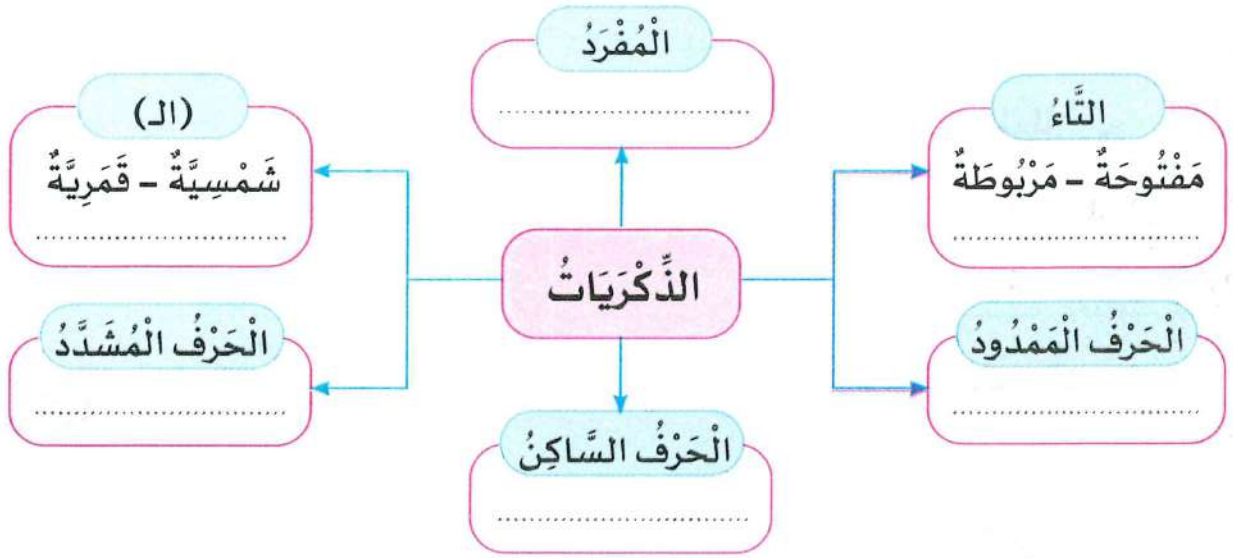 الْمُفْرَدُ
..............................
التَّاءُ
مَفْتُوحَةٌ – مَرْبُوطَةٌ
..............................
(الـ)
شَمْسِيَّةٌ – قَمَرِيَّةٌ
..............................
الذِّكْرَيَاتُ
الْحَرْفُ الْمَمْدُودُ
..............................
الْحَرْفُ الْمُشَدَّدُ
..............................
الْحَرْفُ السَّاكِنُ
..............................